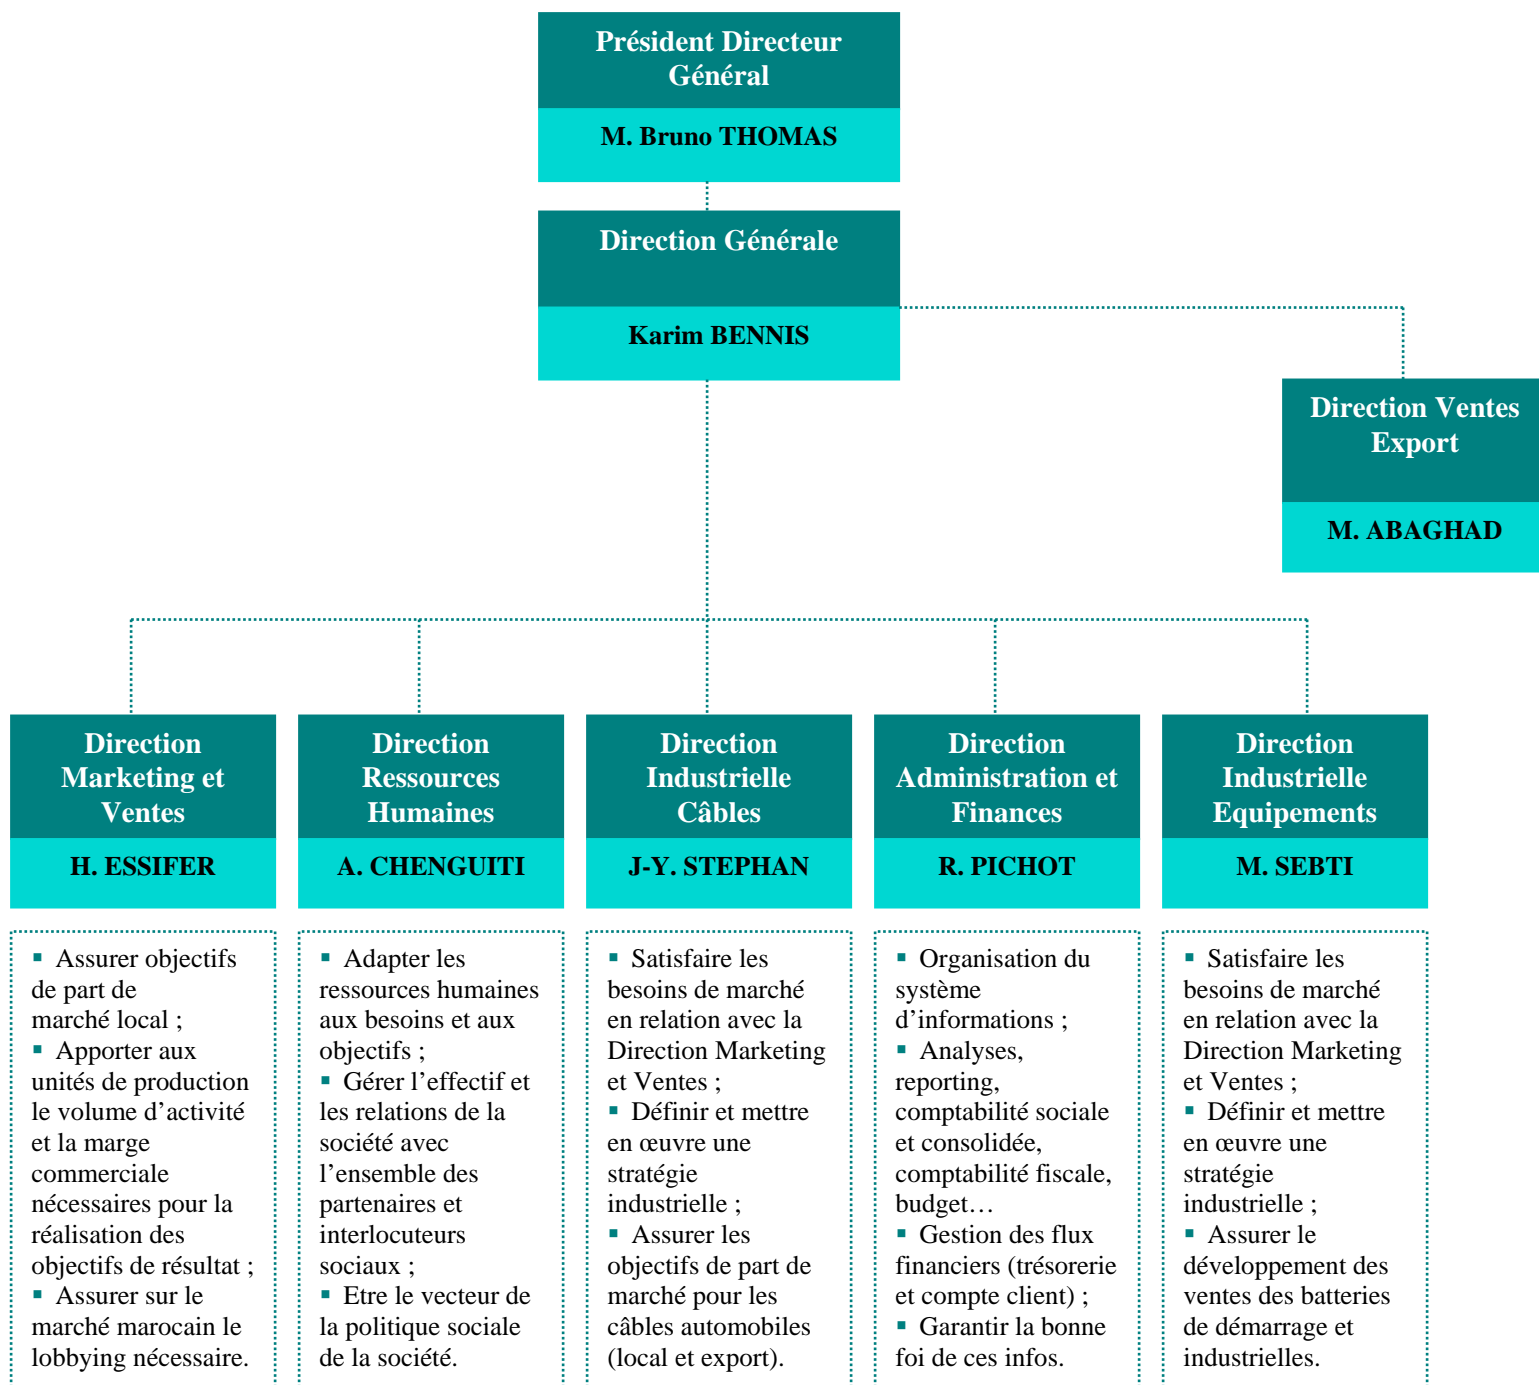 Président Directeur
Général
M. Bruno THOMAS
Direction Générale
Karim BENNIS
Direction Ventes
Export
M. ABAGHAD
Direction
Marketing et
Ventes
H. ESSIFER
▪ Assurer objectifs
de part de
marché local ;
▪ Apporter aux
unités de production
le volume d’activité
et la marge
commerciale
nécessaires pour la
réalisation des
objectifs de résultat ;
▪ Assurer sur le
marché marocain le
lobbying nécessaire.
Direction
Ressources
Humaines
A. CHENGUITI
▪ Adapter les
ressources humaines
aux besoins et aux
objectifs ;
▪ Gérer l’effectif et
les relations de la
société avec
l’ensemble des
partenaires et
interlocuteurs
sociaux ;
▪ Etre le vecteur de
la politique sociale
de la société.
Direction
Industrielle
Câbles
J-Y. STEPHAN
▪ Satisfaire les
besoins de marché
en relation avec la
Direction Marketing
et Ventes ;
▪ Définir et mettre
en œuvre une
stratégie
industrielle ;
▪ Assurer les
objectifs de part de
marché pour les
câbles automobiles
(local et export).
Direction
Administration et
Finances
R. PICHOT
▪ Organisation du
système
d’informations ;
▪ Analyses,
reporting,
comptabilité sociale
et consolidée,
comptabilité fiscale,
budget…
▪ Gestion des flux
financiers (trésorerie
et compte client) ;
▪ Garantir la bonne
foi de ces infos.
Direction
Industrielle
Equipements
M. SEBTI
▪ Satisfaire les
besoins de marché
en relation avec la
Direction Marketing
et Ventes ;
▪ Définir et mettre
en œuvre une
stratégie
industrielle ;
▪ Assurer le
développement des
ventes des batteries
de démarrage et
industrielles.